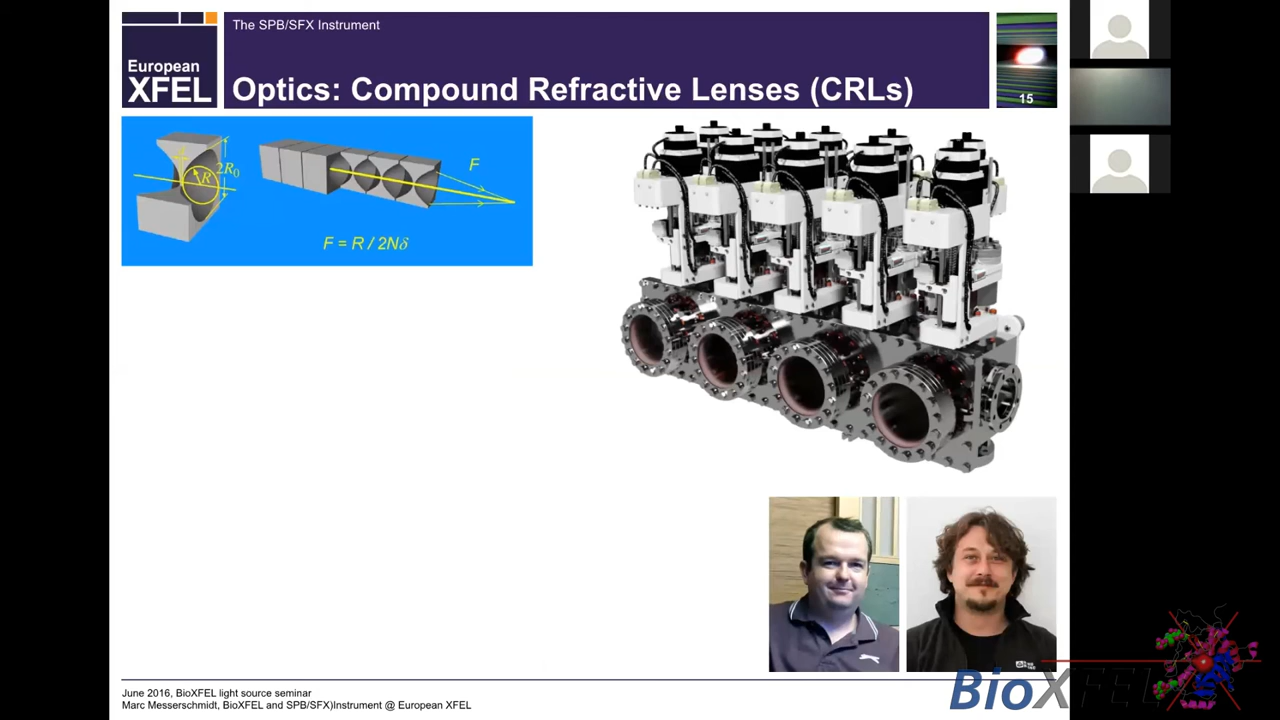 The SPB/SFX Instrument
European
XFEL
Optics: Compound Refractive Lenses (CRLs)
15
2R₀
R
F
F = R / 2Nδ
June 2016, BioXFEL light source seminar
Marc Messerschmidt, BioXFEL and SPB/SFX)Instrument @ European XFEL
BioXFEL